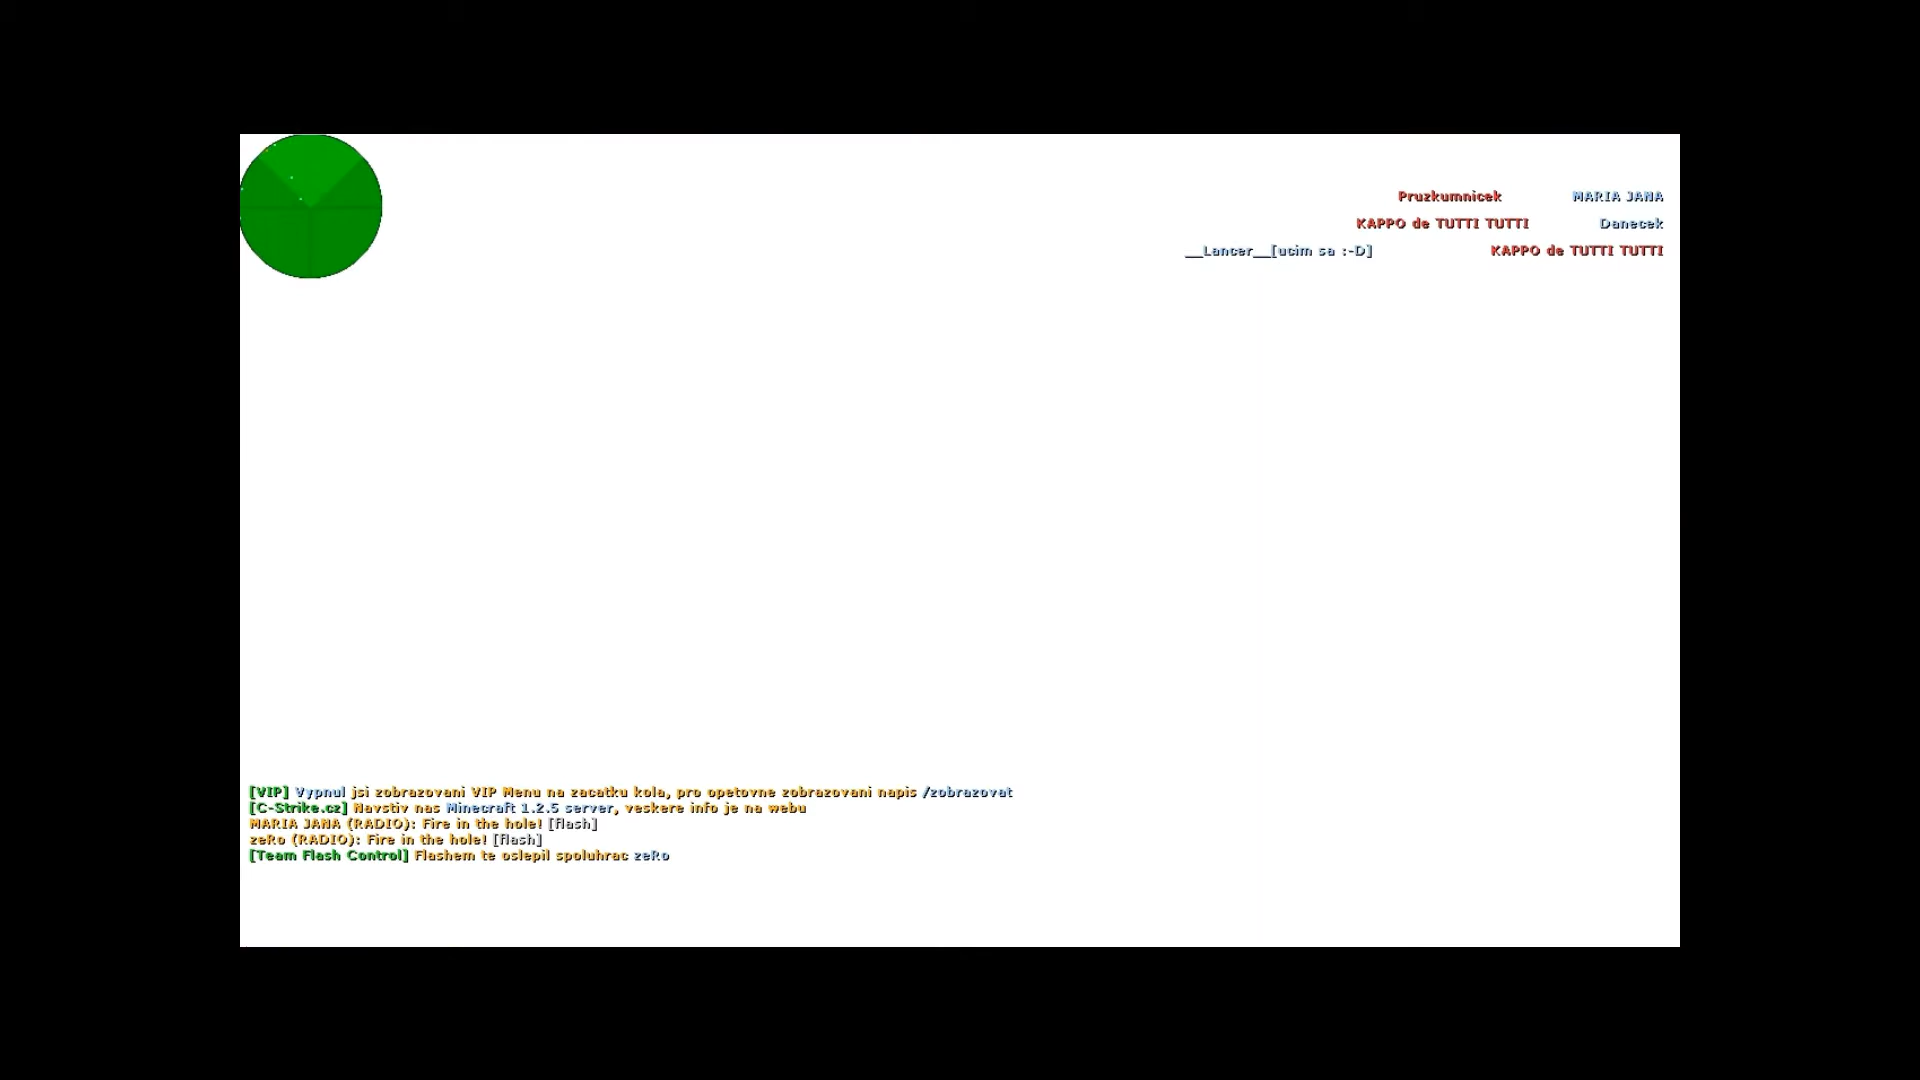 Pruzkumnicek MARIA JANA
KAPPO de TUTTI TUTTI Danecek
__Lancer__[ucim sa :-D] KAPPO de TUTTI TUTTI
[VIP] Vypnul jsi zobrazovani VIP Menu na zacatku kola, pro opetovne zobrazovani napis /zobrazovat
[C-Strike.cz] Navstiv nas Minecraft 1.2.5 server, veskere info je na webu
MARIA JANA (RADIO): Fire in the hole! [flash]
zeRo (RADIO): Fire in the hole! [flash]
[Team Flash Control] Flashem te oslepil spoluhrac zeRo